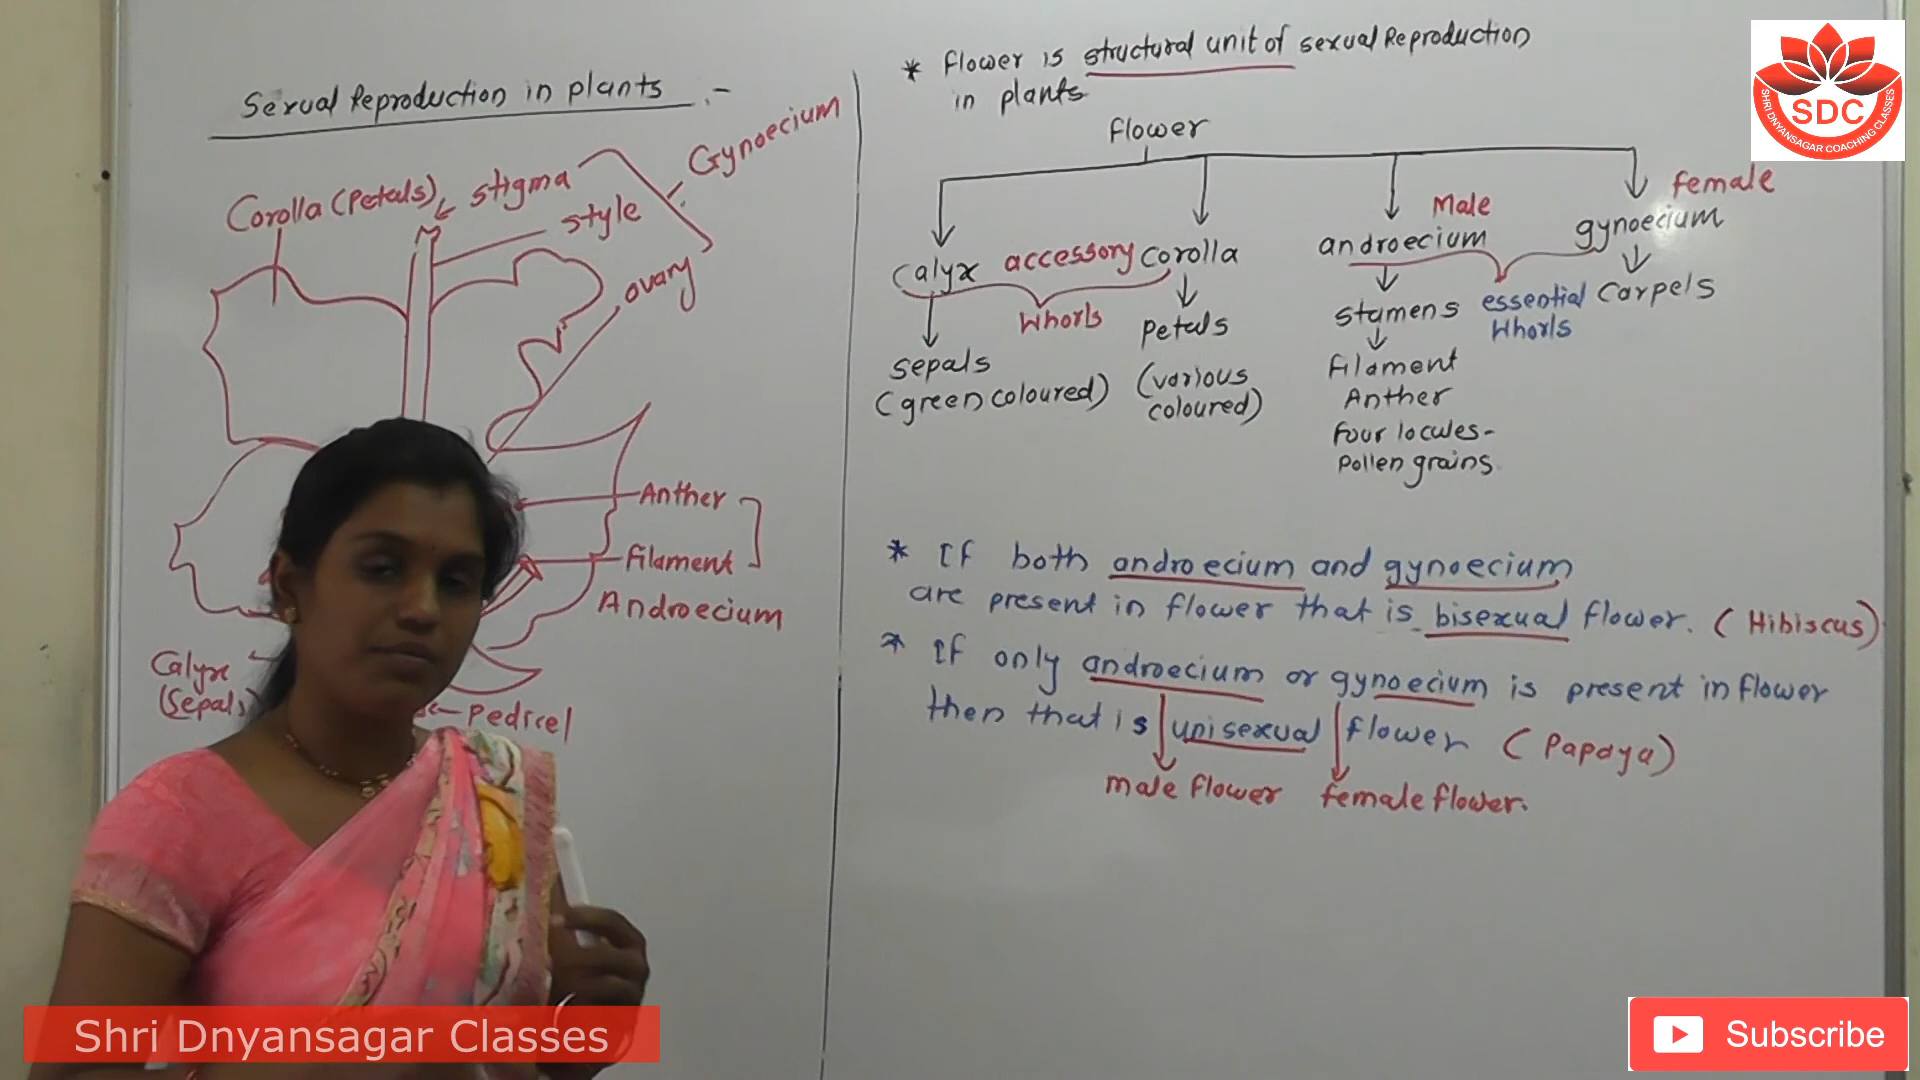 Sexual Reproduction in plants :-
Corolla (Petals)
stigma
style
ovary
Gynoecium
Anther
Filament
Androecium
Calyx
(Sepals)
Pedicel
* flower is structural unit of sexual Reproduction
in plants
flower
Calyx
accessory
Whorls
corolla
Male
androecium
female
gynoecium
essential
Whorls
sepals
(green coloured)
petals
(various
coloured)
stamens
Filament
Anther
Four locules-
pollen grains
Carpels
* If both androecium and gynoecium
are present in flower that is bisexual flower. (Hibiscus)
* If only androecium or gynoecium is present in flower
then that is unisexual flower (Papaya)
male flower female flower.
SHRI DNYANSAGAR COACHING CLASSES
SDC
Shri Dnyansagar Classes
Subscribe